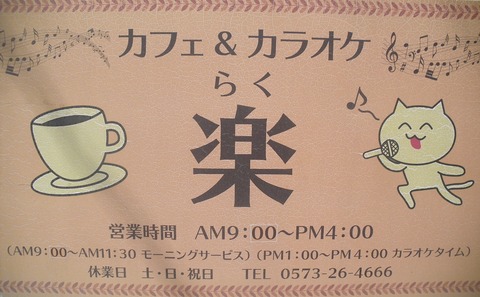 カフェ & カラオケ
らく
楽
営業時間 AM9:00～PM4:00
(AM9:00～AM11:30 モーニングサービス)(PM1:00～PM4:00 カラオケタイム)
休業日 土・日・祝日 TEL 0573-26-4666